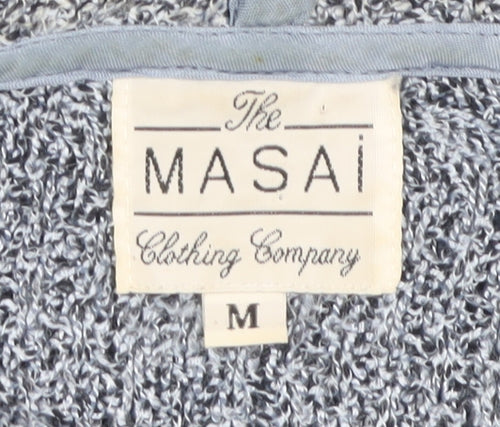 The
MASAi
Clothing Company
M